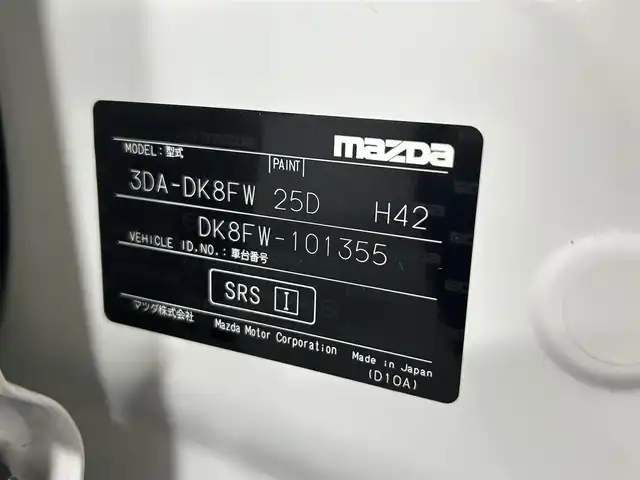 mazda
MODEL: 型式 PAINT
3DA-DK8FW 25D H42
DK8FW-101355
VEHICLE ID.NO.: 車台番号
SRS I
マツダ株式会社 Mazda Motor Corporation Made in Japan
(D10A)